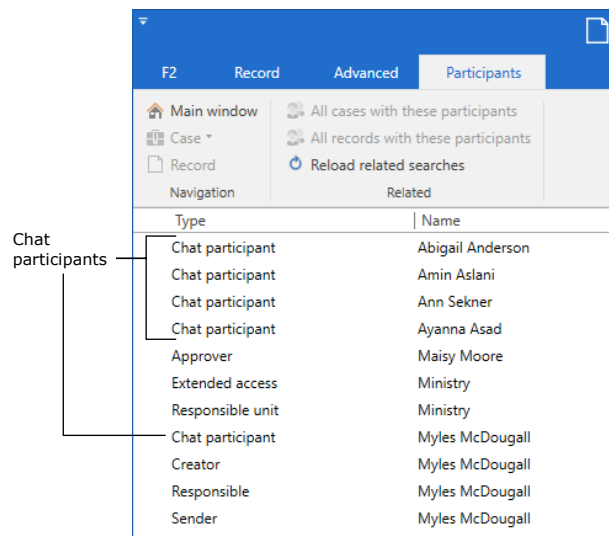 F2 Record Advanced Participants
Main window All cases with these participants
Case All records with these participants
Record Reload related searches
Navigation Related
Type Name
Chat participants
Chat participant Abigail Anderson
Chat participant Amin Aslani
Chat participant Ann Sekner
Chat participant Ayanna Asad
Approver Maisy Moore
Extended access Ministry
Responsible unit Ministry
Chat participant Myles McDougall
Creator Myles McDougall
Responsible Myles McDougall
Sender Myles McDougall